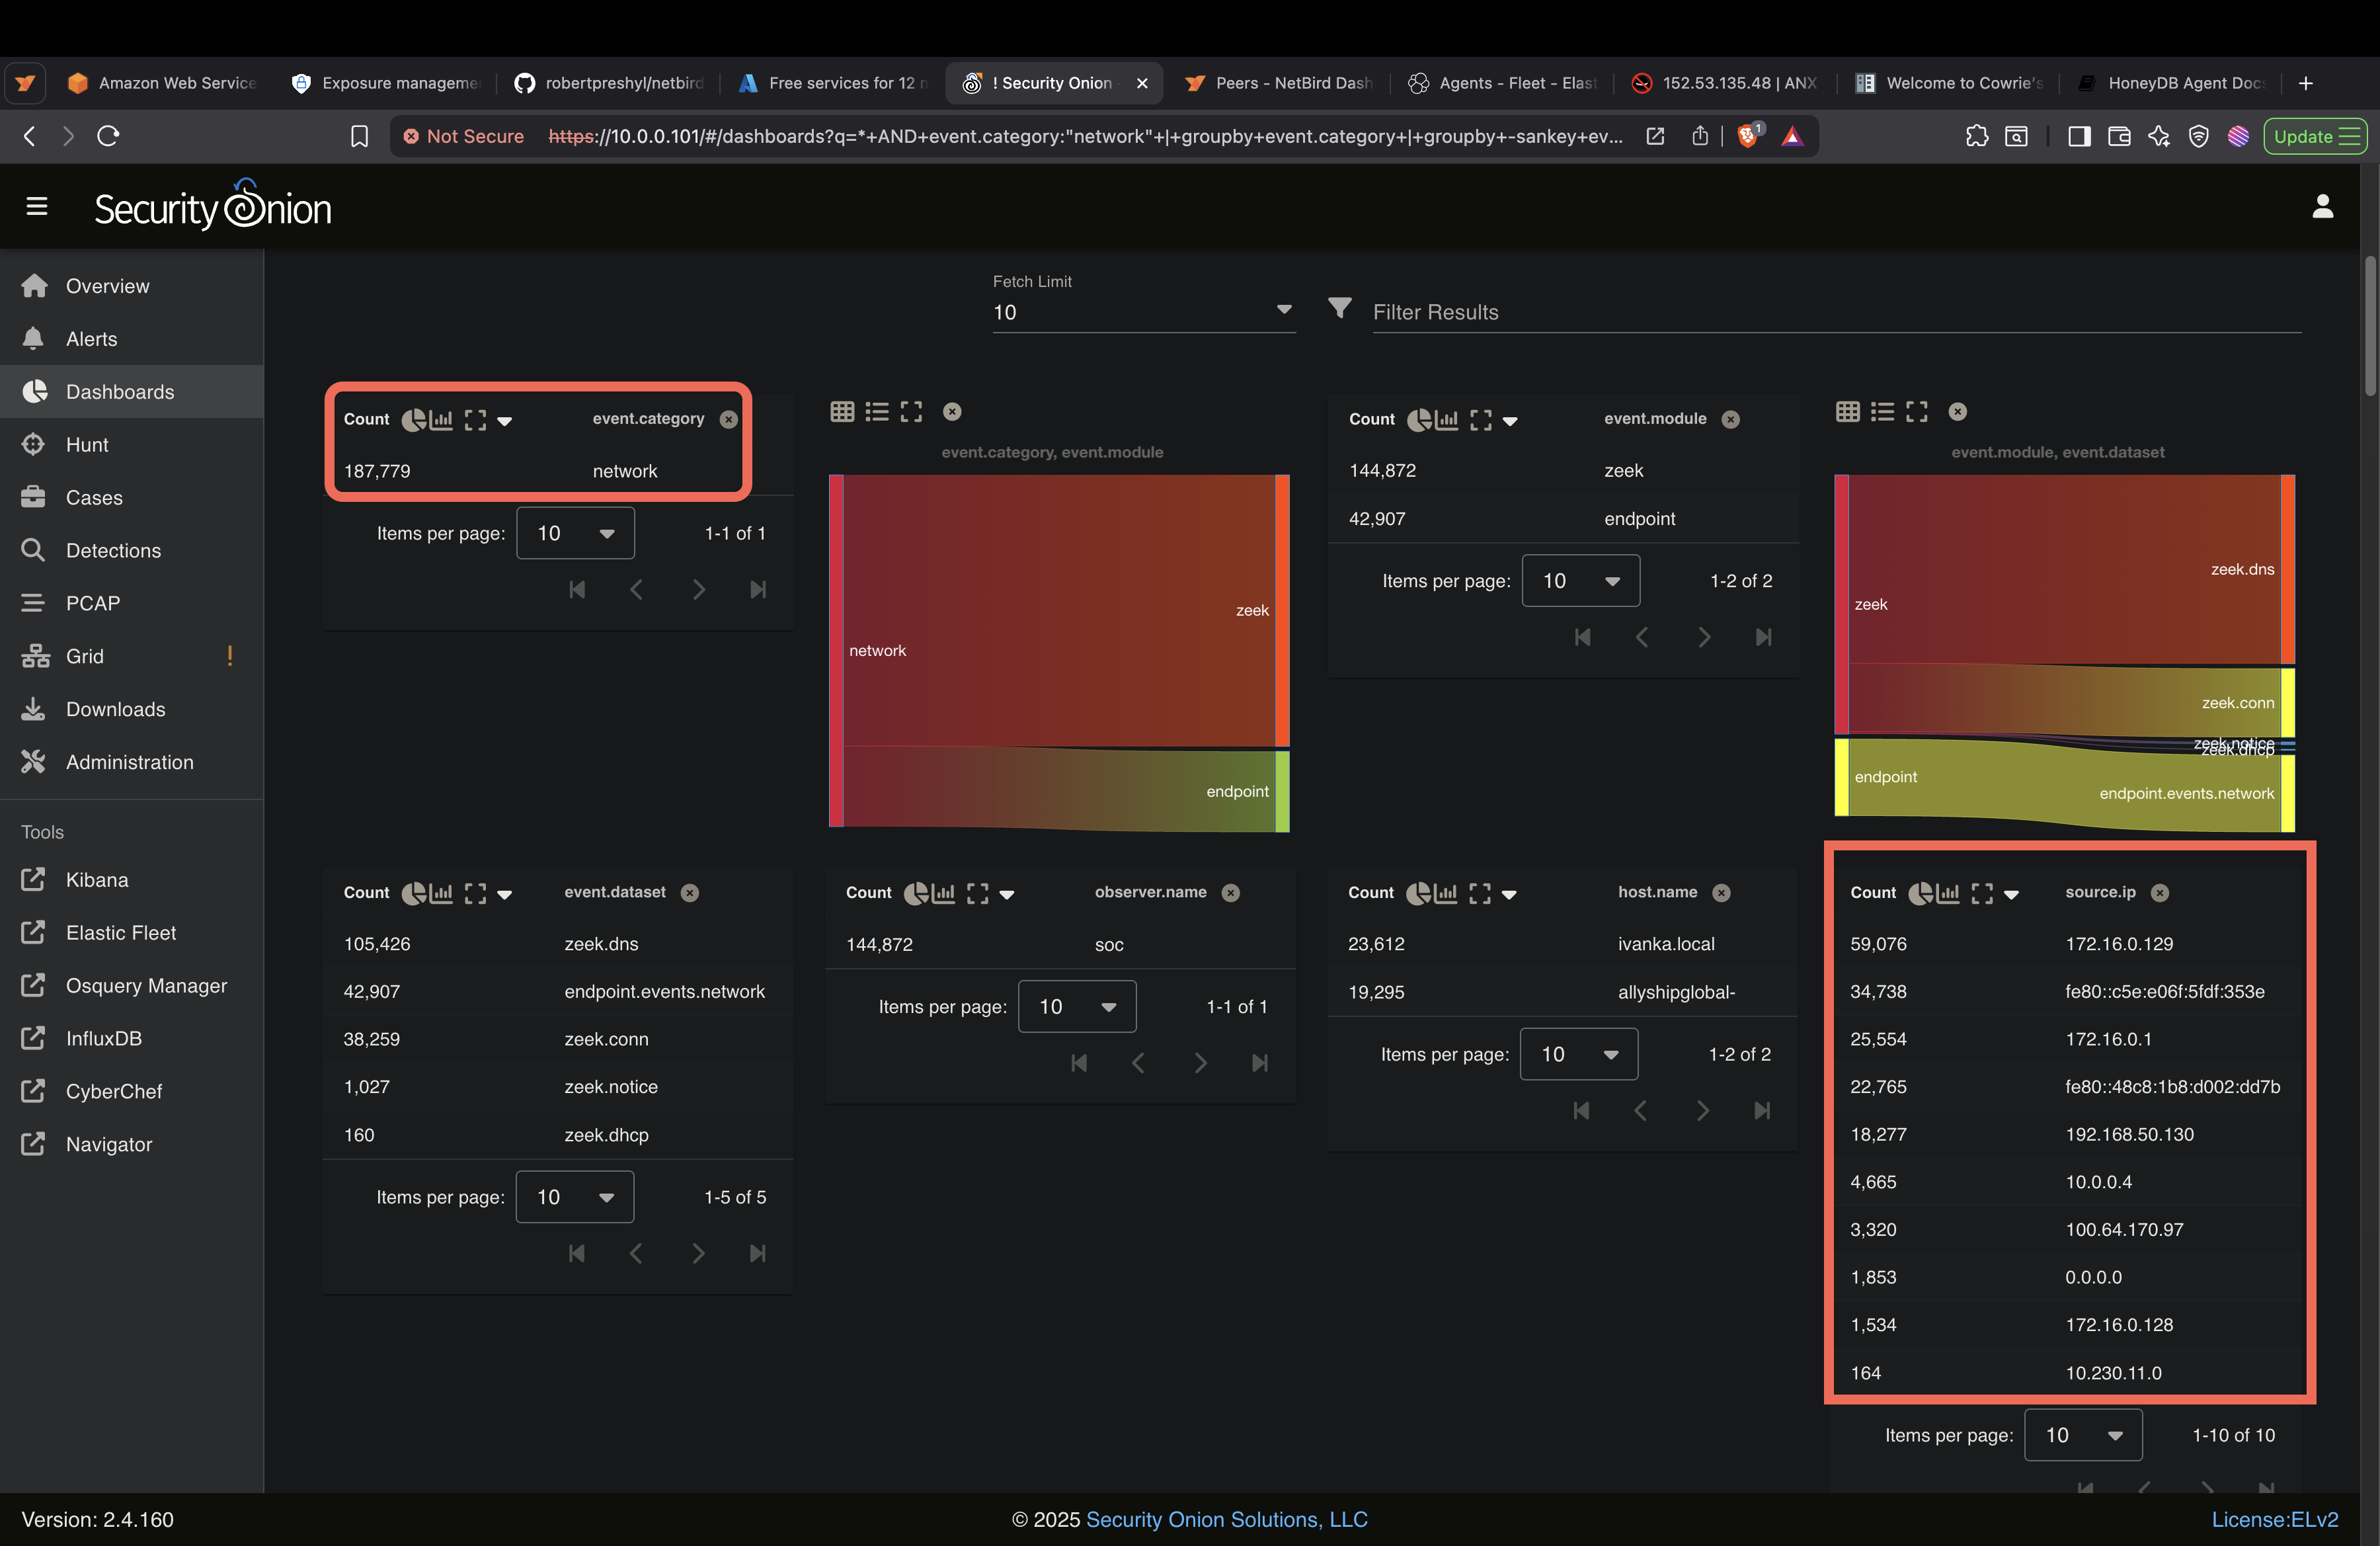 Amazon Web Service
Exposure manageme
robertpreshyl/netbird
Free services for 12 n
! Security Onion
Peers - NetBird Dash
Agents - Fleet - Elast
152.53.135.48 | ANX
Welcome to Cowrie's
HoneyDB Agent Doc
Not Secure https://10.0.0.101/#/dashboards?q=*+AND+event.category:"network"+|+groupby+event.category+|+groupby+-sankey+ev...
1
Update
Security Onion
Overview
Alerts
Dashboards
Hunt
Cases
Detections
PCAP
Grid !
Downloads
Administration
Tools
Kibana
Elastic Fleet
Osquery Manager
InfluxDB
CyberChef
Navigator
Fetch Limit
10
Filter Results
Count event.category
187,779 network
Items per page: 10 1-1 of 1
event.category, event.module
network
zeek
endpoint
Count event.module
144,872 zeek
42,907 endpoint
Items per page: 10 1-2 of 2
event.module, event.dataset
zeek
endpoint
zeek.dns
zeek.conn
zeek.notice
zeek.dhcp
endpoint.events.network
Count event.dataset
105,426 zeek.dns
42,907 endpoint.events.network
38,259 zeek.conn
1,027 zeek.notice
160 zeek.dhcp
Items per page: 10 1-5 of 5
Count observer.name
144,872 soc
Items per page: 10 1-1 of 1
Count host.name
23,612 ivanka.local
19,295 allyshipglobal-
Items per page: 10 1-2 of 2
Count source.ip
59,076 172.16.0.129
34,738 fe80::c5e:e06f:5fdf:353e
25,554 172.16.0.1
22,765 fe80::48c8:1b8:d002:dd7b
18,277 192.168.50.130
4,665 10.0.0.4
3,320 100.64.170.97
1,853 0.0.0.0
1,534 172.16.0.128
164 10.230.11.0
Items per page: 10 1-10 of 10
Version: 2.4.160
© 2025 Security Onion Solutions, LLC
License:ELv2